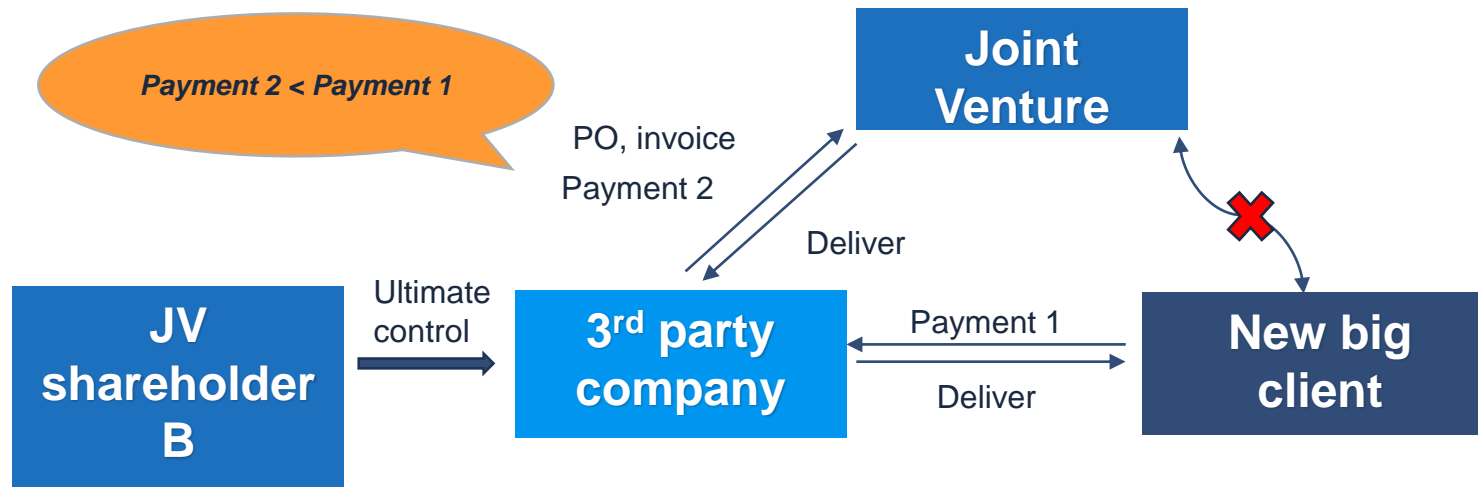 Payment 2 < Payment 1
Joint
Venture
PO, invoice
Payment 2
Deliver
JV
shareholder
B
Ultimate
control
3rd party
company
Payment 1
Deliver
New big
client